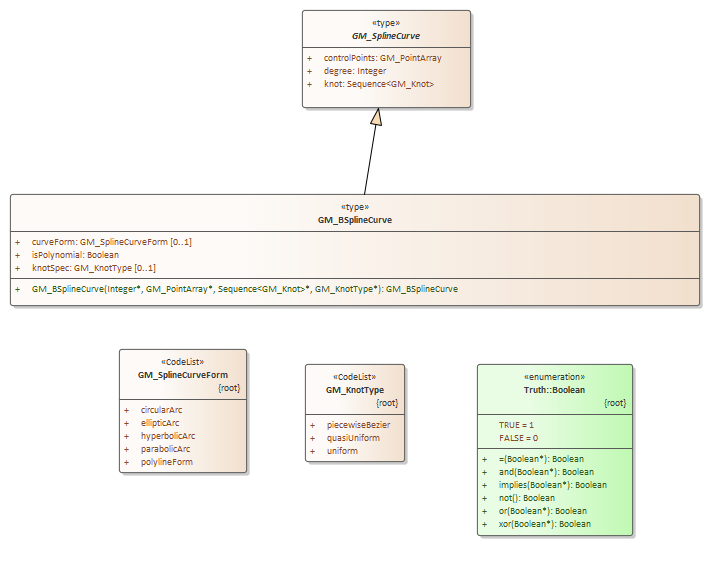 «type»
GM_SplineCurve
+ controlPoints: GM_PointArray
+ degree: Integer
+ knot: Sequence<GM_Knot>
«type»
GM_BSplineCurve
+ curveForm: GM_SplineCurveForm [0..1]
+ isPolynomial: Boolean
+ knotSpec: GM_KnotType [0..1]
+ GM_BSplineCurve(Integer*, GM_PointArray*, Sequence<GM_Knot>*, GM_KnotType*): GM_BSplineCurve
«CodeList»
GM_SplineCurveForm
{root}
+ circularArc
+ ellipticArc
+ hyperbolicArc
+ parabolicArc
+ polylineForm
«CodeList»
GM_KnotType
{root}
+ piecewiseBezier
+ quasiUniform
+ uniform
«enumeration»
Truth::Boolean
{root}
TRUE = 1
FALSE = 0
+ =(Boolean*): Boolean
+ and(Boolean*): Boolean
+ implies(Boolean*): Boolean
+ not(): Boolean
+ or(Boolean*): Boolean
+ xor(Boolean*): Boolean